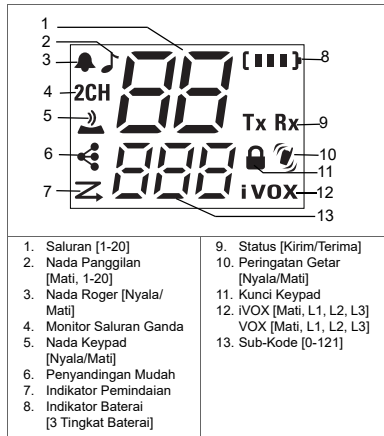 1
2
3
4
5
6
7
8
9
10
11
12
13
88
2CH
Tx Rx
888
iVOX
1. Saluran [1-20]
2. Nada Panggilan
[Mati, 1-20]
3. Nada Roger [Nyala/
Mati]
4. Monitor Saluran Ganda
5. Nada Keypad
[Nyala/Mati]
6. Penyandingan Mudah
7. Indikator Pemindaian
8. Indikator Baterai
[3 Tingkat Baterai]
9. Status [Kirim/Terima]
10. Peringatan Getar
[Nyala/Mati]
11. Kunci Keypad
12. iVOX [Mati, L1, L2, L3]
VOX [Mati, L1, L2, L3]
13. Sub-Kode [0-121]